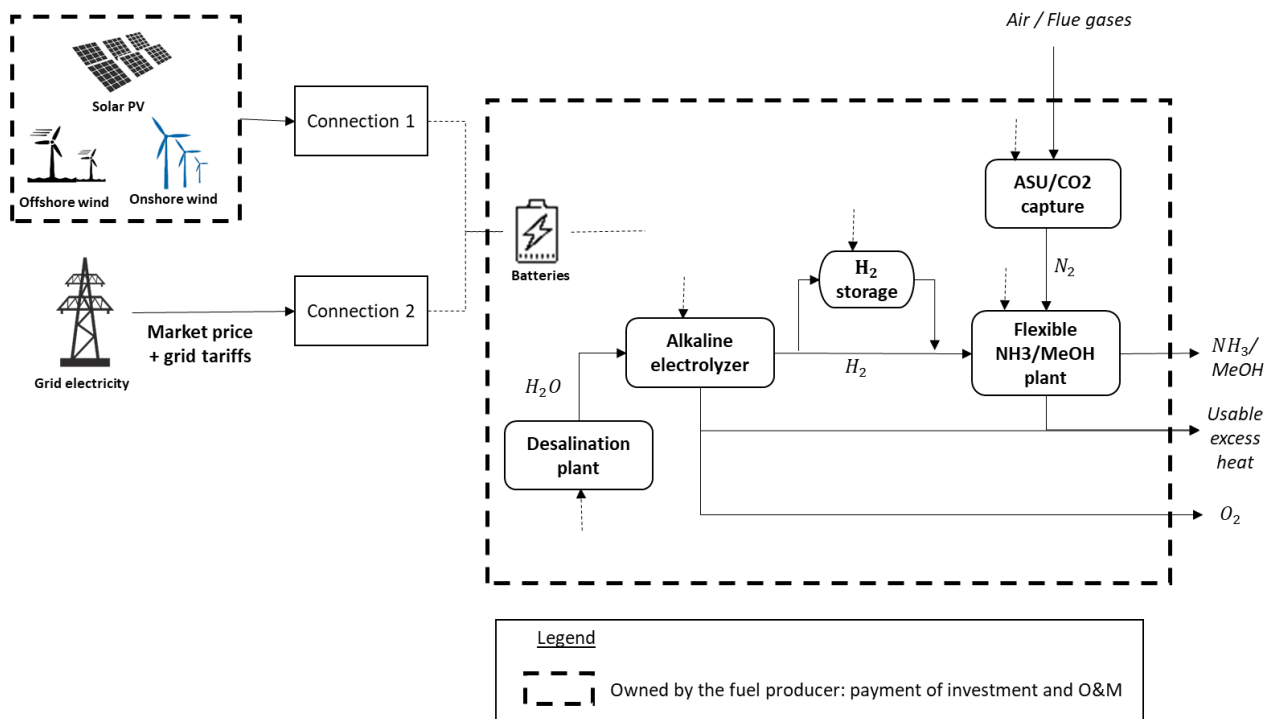 Air / Flue gases
Solar PV
Offshore wind
Onshore wind
Connection 1
ASU/CO2
capture
Batteries
H₂
storage
N₂
Market price
+ grid tariffs
Grid electricity
Connection 2
Alkaline
electrolyzer
H₂
Flexible
NH3/MeOH
plant
NH₃/
MeOH
H₂O
Desalination
plant
Usable
excess
heat
O₂
Legend
Owned by the fuel producer: payment of investment and O&M